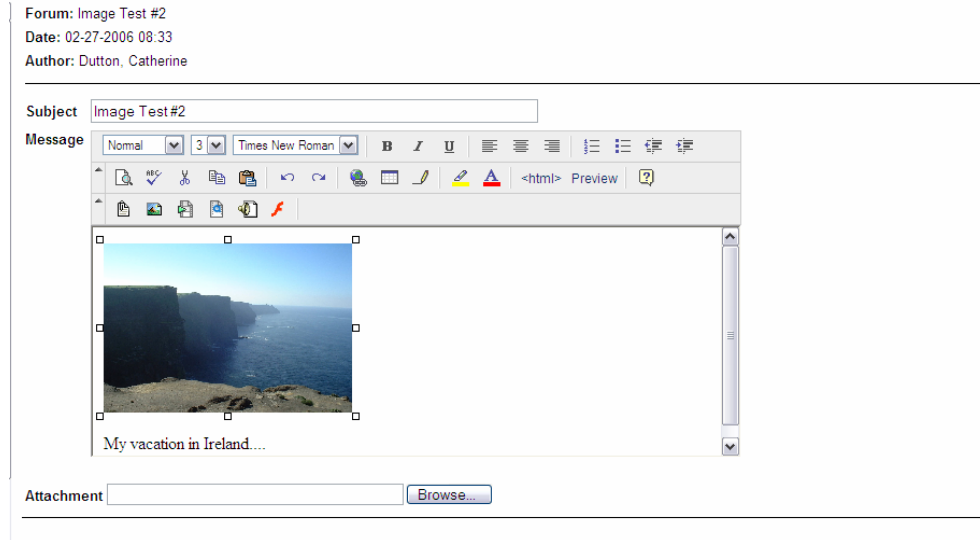 Forum: Image Test #2
Date: 02-27-2006 08:33
Author: Dutton, Catherine
Subject Image Test #2
Message Normal 3 Times New Roman B I U
ABC <html> Preview
My vacation in Ireland....
Attachment Browse...